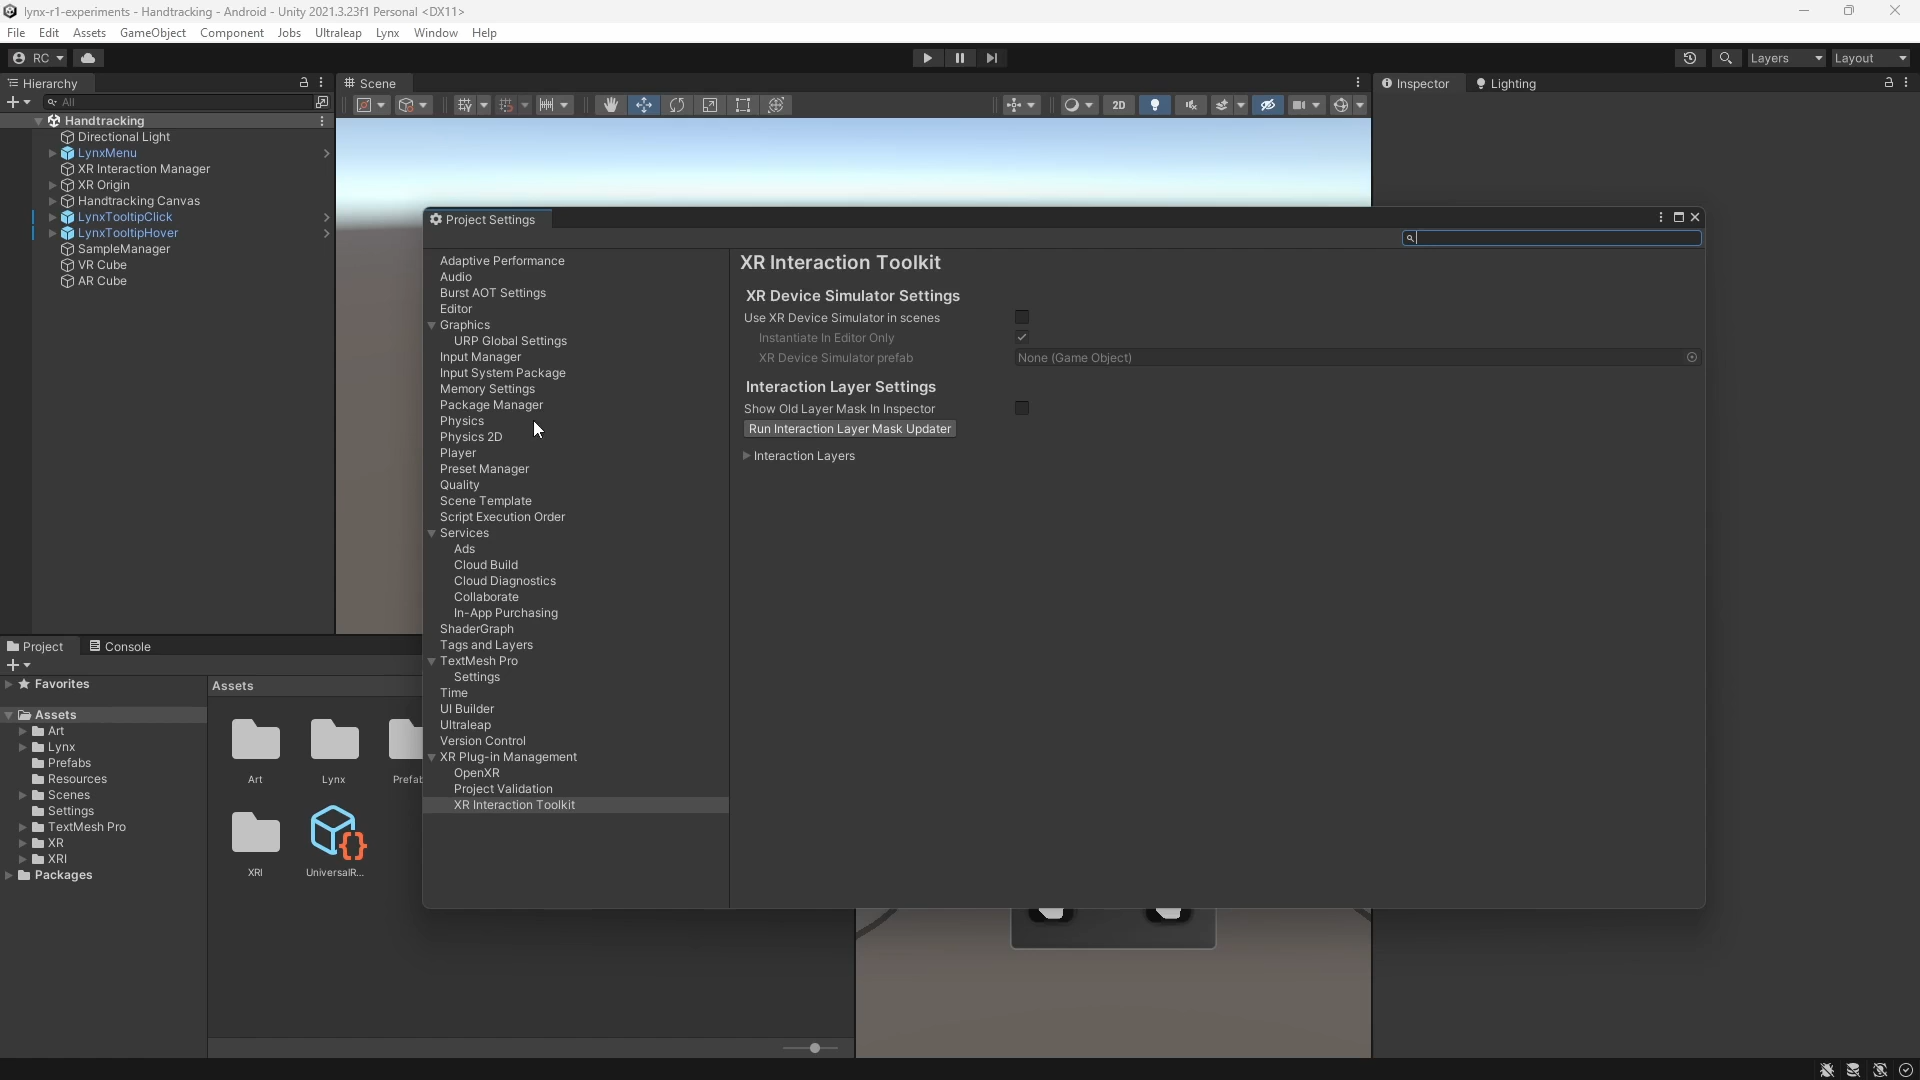 lynx-r1-experiments - Handtracking - Android - Unity 2021.3.23f1 Personal <DX11>
File Edit Assets GameObject Component Jobs Ultraleap Lynx Window Help
RC Layers Layout
Hierarchy
All
Handtracking
Directional Light
LynxMenu
XR Interaction Manager
XR Origin
Handtracking Canvas
LynxTooltipClick
LynxTooltipHover
SampleManager
VR Cube
AR Cube
Scene
2D
Inspector Lighting
Project Settings
Adaptive Performance
Audio
Burst AOT Settings
Editor
Graphics
URP Global Settings
Input Manager
Input System Package
Memory Settings
Package Manager
Physics
Physics 2D
Player
Preset Manager
Quality
Scene Template
Script Execution Order
Services
Ads
Cloud Build
Cloud Diagnostics
Collaborate
In-App Purchasing
ShaderGraph
Tags and Layers
TextMesh Pro
Settings
Time
UI Builder
Ultraleap
Version Control
XR Plug-in Management
OpenXR
Project Validation
XR Interaction Toolkit
XR Interaction Toolkit
XR Device Simulator Settings
Use XR Device Simulator in scenes
Instantiate In Editor Only
XR Device Simulator prefab None (Game Object)
Interaction Layer Settings
Show Old Layer Mask In Inspector
Run Interaction Layer Mask Updater
Interaction Layers
Project Console
Favorites
Assets
Art
Lynx
Prefabs
Resources
Scenes
Settings
TextMesh Pro
XR
XRI
Packages
Assets
Art Lynx Prefab
XRI UniversalR...